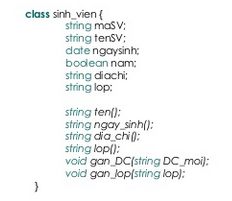 class sinh_vien {
string maSV;
string tenSV;
date ngaysinh;
boolean nam;
string diachi;
string lop;
string ten();
string ngay_sinh();
string dia_chi();
string lop();
void gan_DC(string DC_moi);
void gan_lop(string lop);
}